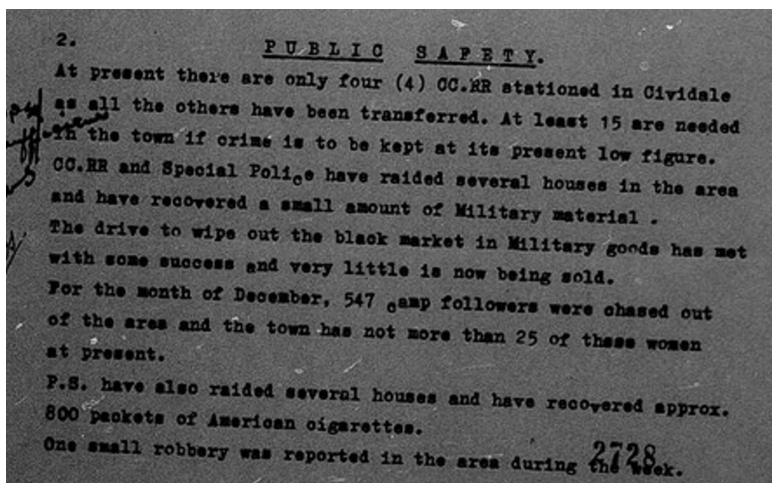 2.
PUBLIC SAFETY.
At present there are only four (4) CC.RR stationed in Cividale
as all the others have been transferred. At least 15 are needed
in the town if crime is to be kept at its present low figure.
CC.RR and Special Police have raided several houses in the area
and have recovered a small amount of Military material .
The drive to wipe out the black market in Military goods has met
with some success and very little is now being sold.
For the month of December, 547 camp followers were chased out
of the area and the town has not more than 25 of these women
at present.
P.S. have also raided several houses and have recovered approx.
800 packets of American cigarettes.
One small robbery was reported in the area during the week.
2728